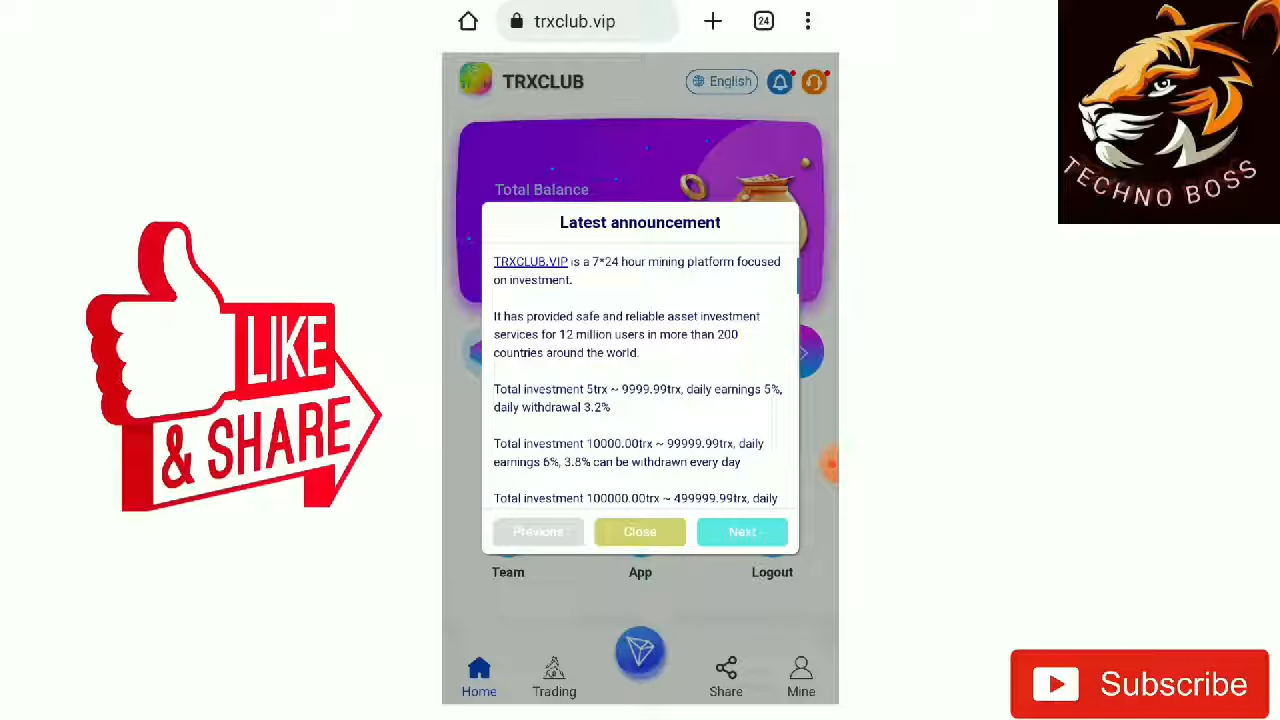 trxclub.vip
24
TRXCLUB
English
Total Balance
Latest announcement
TRXCLUB.VIP is a 7*24 hour mining platform focused
on investment.
It has provided safe and reliable asset investment
services for 12 million users in more than 200
countries around the world.
Total investment 5trx ~ 9999.99trx, daily earnings 5%,
daily withdrawal 3.2%
Total investment 10000.00trx ~ 99999.99trx, daily
earnings 6%, 3.8% can be withdrawn every day
Total investment 100000.00trx ~ 499999.99trx, daily
Previous
Close
Next
Team
App
Logout
Home
Trading
Share
Mine
LIKE
& SHARE
TECHNO BOSS
Subscribe